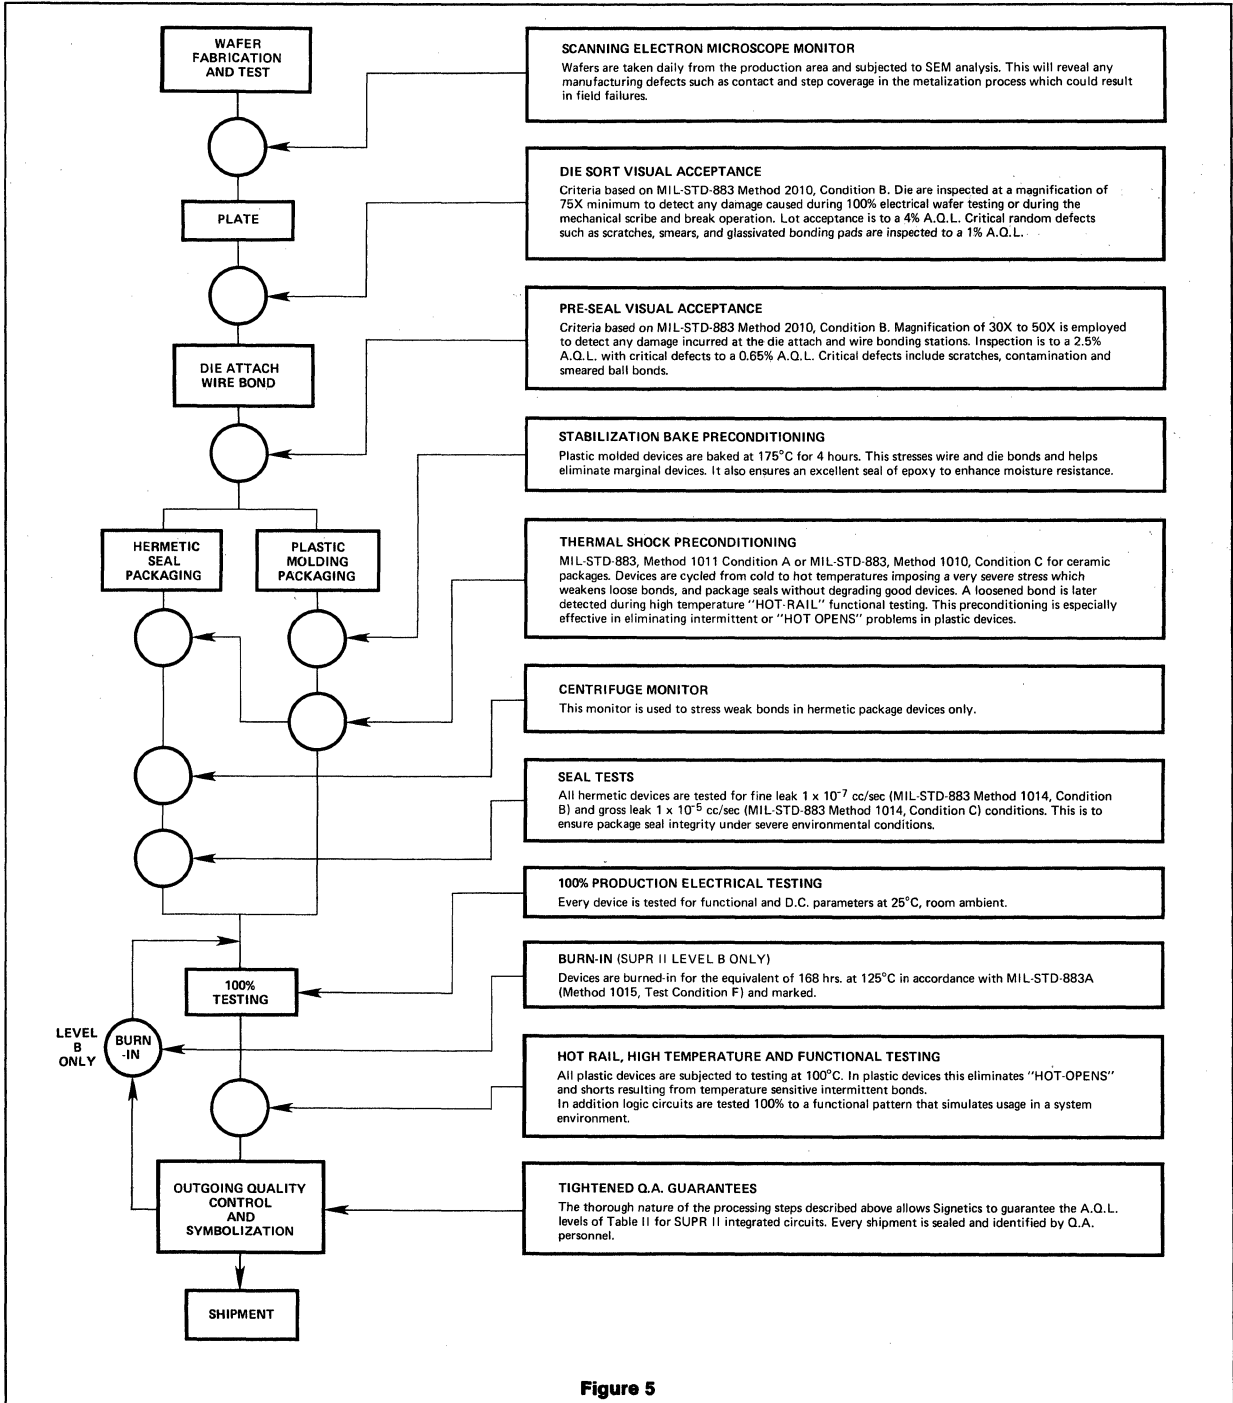 WAFER
FABRICATION
AND TEST
SCANNING ELECTRON MICROSCOPE MONITOR
Wafers are taken daily from the production area and subjected to SEM analysis. This will reveal any
manufacturing defects such as contact and step coverage in the metalization process which could result
in field failures.
PLATE
DIE SORT VISUAL ACCEPTANCE
Criteria based on MIL-STD-883 Method 2010, Condition B. Die are inspected at a magnification of
75X minimum to detect any damage caused during 100% electrical wafer testing or during the
mechanical scribe and break operation. Lot acceptance is to a 4% A.Q.L. Critical random defects
such as scratches, smears, and glassivated bonding pads are inspected to a 1% A.Q.L.
DIE ATTACH
WIRE BOND
PRE-SEAL VISUAL ACCEPTANCE
Criteria based on MIL-STD-883 Method 2010, Condition B. Magnification of 30X to 50X is employed
to detect any damage incurred at the die attach and wire bonding stations. Inspection is to a 2.5%
A.Q.L. with critical defects to a 0.65% A.Q.L. Critical defects include scratches, contamination and
smeared ball bonds.
STABILIZATION BAKE PRECONDITIONING
Plastic molded devices are baked at 175°C for 4 hours. This stresses wire and die bonds and helps
eliminate marginal devices. It also ensures an excellent seal of epoxy to enhance moisture resistance.
HERMETIC
SEAL
PACKAGING
PLASTIC
MOLDING
PACKAGING
THERMAL SHOCK PRECONDITIONING
MIL-STD-883, Method 1011 Condition A or MIL-STD-883, Method 1010, Condition C for ceramic
packages. Devices are cycled from cold to hot temperatures imposing a very severe stress which
weakens loose bonds, and package seals without degrading good devices. A loosened bond is later
detected during high temperature "HOT-RAIL" functional testing. This preconditioning is especially
effective in eliminating intermittent or "HOT OPENS" problems in plastic devices.
CENTRIFUGE MONITOR
This monitor is used to stress weak bonds in hermetic package devices only.
SEAL TESTS
All hermetic devices are tested for fine leak 1 x 10⁻⁷ cc/sec (MIL-STD-883 Method 1014, Condition
B) and gross leak 1 x 10⁻⁵ cc/sec (MIL-STD-883 Method 1014, Condition C) conditions. This is to
ensure package seal integrity under severe environmental conditions.
100% PRODUCTION ELECTRICAL TESTING
Every device is tested for functional and D.C. parameters at 25°C, room ambient.
100%
TESTING
BURN-IN (SUPR II LEVEL B ONLY)
Devices are burned-in for the equivalent of 168 hrs. at 125°C in accordance with MIL-STD-883A
(Method 1015, Test Condition F) and marked.
LEVEL
B
ONLY
BURN
-IN
HOT RAIL, HIGH TEMPERATURE AND FUNCTIONAL TESTING
All plastic devices are subjected to testing at 100°C. In plastic devices this eliminates "HOT-OPENS"
and shorts resulting from temperature sensitive intermittent bonds.
In addition logic circuits are tested 100% to a functional pattern that simulates usage in a system
environment.
OUTGOING QUALITY
CONTROL
AND
SYMBOLIZATION
TIGHTENED Q.A. GUARANTEES
The thorough nature of the processing steps described above allows Signetics to guarantee the A.Q.L.
levels of Table II for SUPR II integrated circuits. Every shipment is sealed and identified by Q.A.
personnel.
SHIPMENT
Figure 5